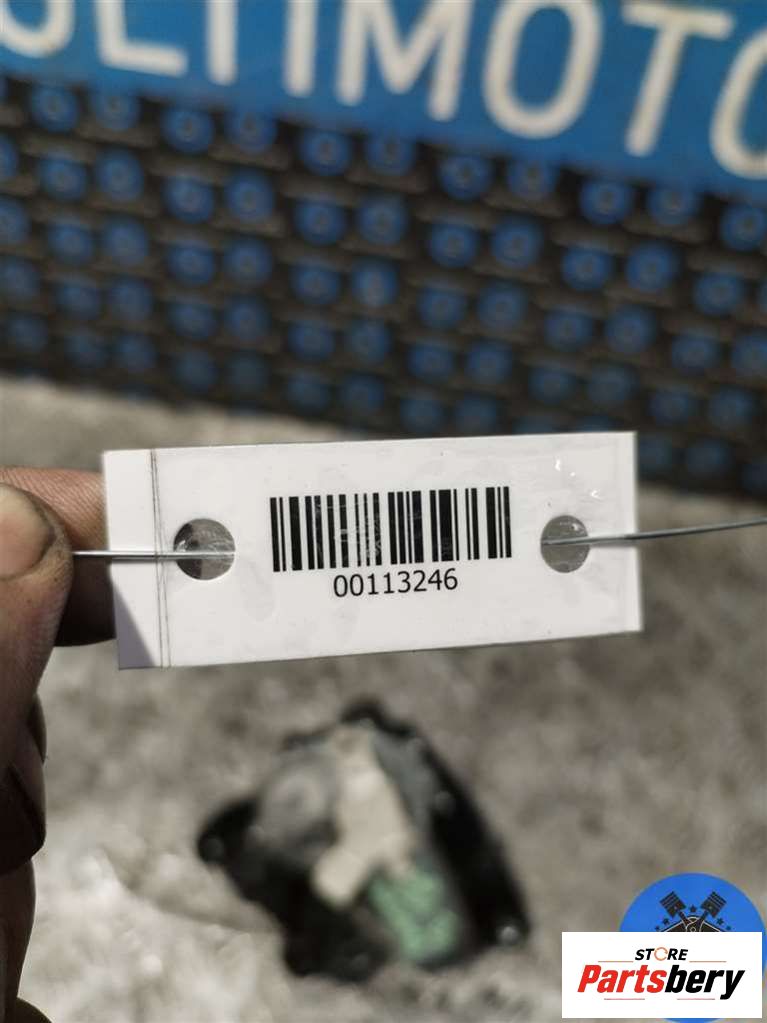 ULTIMOTO
00113246
STORE
Partsbery